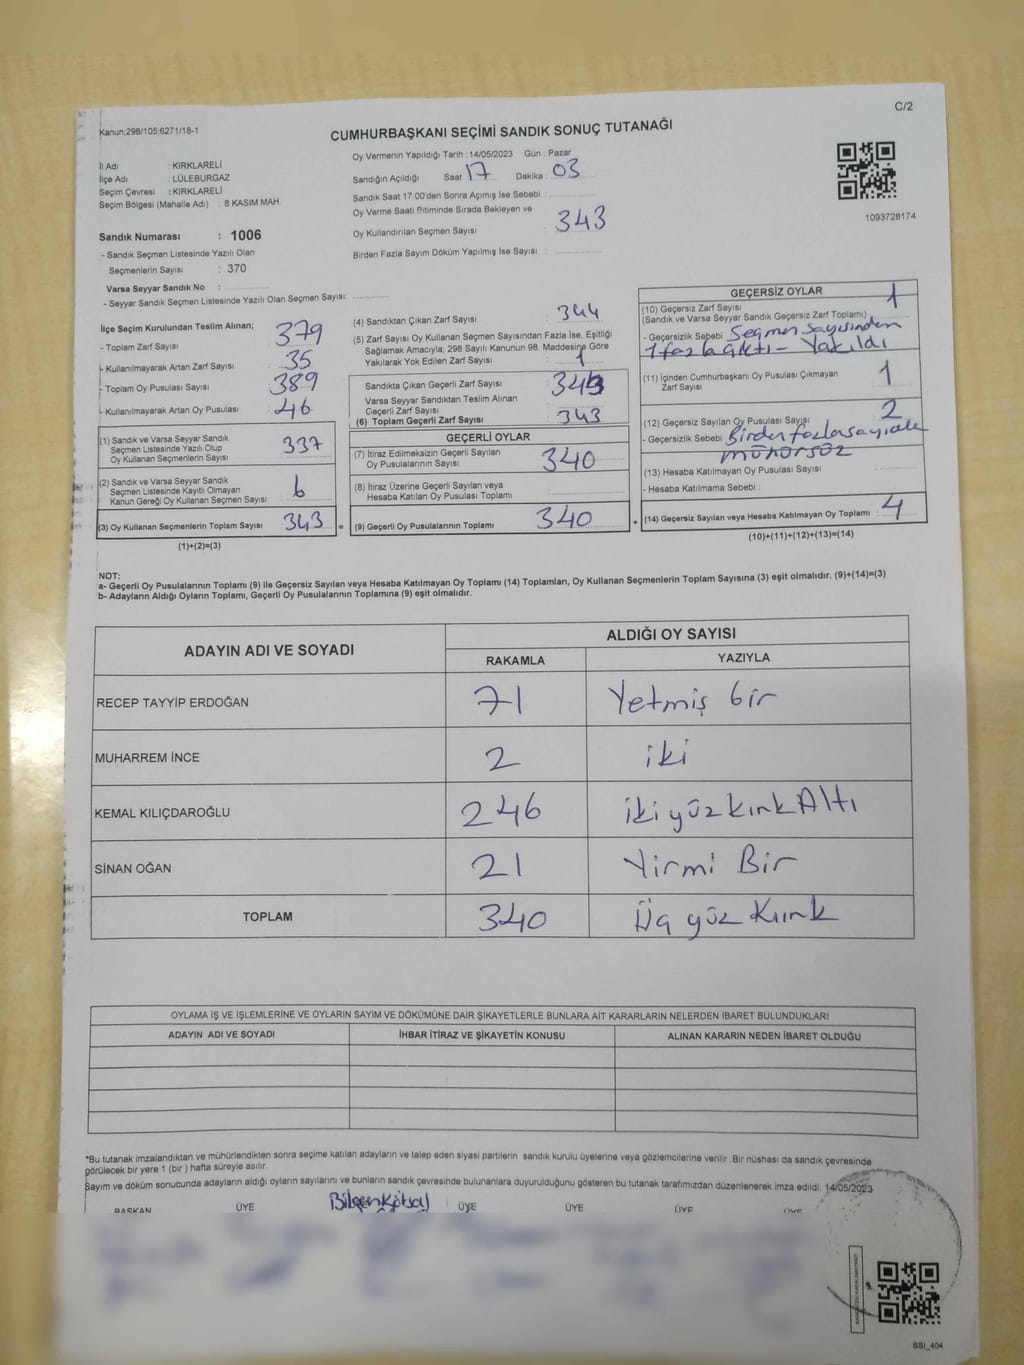 C/2
Kanun;298/105;6271/18-1
CUMHURBAŞKANI SEÇİMİ SANDIK SONUÇ TUTANAĞI
İl Adı : KIRKLARELİ
İlçe Adı : LÜLEBURGAZ
Seçim Çevresi : KIRKLARELİ
Seçim Bölgesi (Mahalle Adı) : 8 KASIM MAH.
Sandık Numarası : 1006
- Sandık Seçmen Listesinde Yazılı Olan
Seçmenlerin Sayısı : 370
Varsa Seyyar Sandık No :
- Seyyar Sandık Seçmen Listesinde Yazılı Olan Seçmen Sayısı:
Oy Vermenin Yapıldığı Tarih : 14/05/2023 Gün : Pazar
Sandığın Açıldığı Saat 17 Dakika : 03
Sandık Saat 17:00'den Sonra Açılmış İse Sebebi :
Oy Verme Saati Bitiminde Sırada Bekleyen ve
Oy Kullandırılan Seçmen Sayısı : 343
Birden Fazla Sayım Döküm Yapılmış İse Sayısı :
1093728174
İlçe Seçim Kurulundan Teslim Alınan;
- Toplam Zarf Sayısı : 379
- Kullanılmayarak Artan Zarf Sayısı : 35
- Toplam Oy Pusulası Sayısı : 389
- Kullanılmayarak Artan Oy Pusulası : 46
(1) Sandık ve Varsa Seyyar Sandık
Seçmen Listesinde Yazılı Olup
Oy Kullanan Seçmenlerin Sayısı : 337
(2) Sandık ve Varsa Seyyar Sandık
Seçmen Listesinde Kayıtlı Olmayan
Kanun Gereği Oy Kullanan Seçmen Sayısı : 6
(3) Oy Kullanan Seçmenlerin Toplam Sayısı : 343 =
(1)+(2)=(3)
(4) Sandıktan Çıkan Zarf Sayısı : 344
(5) Zarf Sayısı Oy Kullanan Seçmen Sayısından Fazla İse, Eşitliği
Sağlamak Amacıyla; 298 Sayılı Kanunun 98. Maddesine Göre
Yakılarak Yok Edilen Zarf Sayısı : 1
Sandıkta Çıkan Geçerli Zarf Sayısı : 343
Varsa Seyyar Sandıktan Teslim Alınan
Geçerli Zarf Sayısı :
(6) Toplam Geçerli Zarf Sayısı : 343
GEÇERLİ OYLAR
(7) İtiraz Edilmeksizin Geçerli Sayılan
Oy Pusulalarının Sayısı : 340
(8) İtiraz Üzerine Geçerli Sayılan veya
Hesaba Katılan Oy Pusulası Toplamı :
(9) Geçerli Oy Pusulalarının Toplamı : 340 +
GEÇERSİZ OYLAR
(10) Geçersiz Zarf Sayısı
(Sandık ve Varsa Seyyar Sandık Geçersiz Zarf Toplamı) : 1
- Geçersizlik Sebebi : Seçmen sayısından
1 fazla çıktı - Yakıldı
(11) İçinden Cumhurbaşkanı Oy Pusulası Çıkmayan
Zarf Sayısı : 1
(12) Geçersiz Sayılan Oy Pusulası Sayısı : 2
- Geçersizlik Sebebi : Birden fazla
mühürsüz
(13) Hesaba Katılmayan Oy Pusulası Sayısı :
- Hesaba Katılmama Sebebi :
(14) Geçersiz Sayılan veya Hesaba Katılmayan Oy Toplamı : 4
(10)+(11)+(12)+(13)=(14)
NOT:
a- Geçerli Oy Pusulalarının Toplamı (9) ile Geçersiz Sayılan veya Hesaba Katılmayan Oy Toplamı (14) Toplamları, Oy Kullanan Seçmenlerin Toplam Sayısına (3) eşit olmalıdır. (9)+(14)=(3)
b- Adayların Aldığı Oyların Toplamı, Geçerli Oy Pusulalarının Toplamına (9) eşit olmalıdır.
ADAYIN ADI VE SOYADI
ALDIĞI OY SAYISI
RAKAMLA YAZIYLA
RECEP TAYYİP ERDOĞAN 71 Yetmiş bir
MUHARREM İNCE 2 iki
KEMAL KILIÇDAROĞLU 246 iki yüz kırk Altı
SİNAN OĞAN 21 Yirmi Bir
TOPLAM 340 Üç yüz Kırk
OYLAMA İŞ VE İŞLEMLERİNE VE OYLARIN SAYIM VE DÖKÜMÜNE DAİR ŞİKAYETLERLE BUNLARA AİT KARARLARIN NELERDEN İBARET BULUNDUKLARI
ADAYIN ADI VE SOYADI İHBAR İTİRAZ VE ŞİKAYETİN KONUSU ALINAN KARARIN NEDEN İBARET OLDUĞU
*Bu tutanak imzalandıktan ve mühürlendikten sonra seçime katılan adayların ve talep eden siyasi partilerin sandık kurulu üyelerine veya gözlemcilerine verilir. Bir nüshası da sandık çevresinde
görülecek bir yere 1 (bir) hafta süreyle asılır.
Sayım ve döküm sonucunda adayların aldığı oyların sayılarını ve bunların sandık çevresinde bulunanlara duyurulduğunu gösteren bu tutanak tarafımızdan düzenlenerek imza edildi. 14/05/2023
BAŞKAN ÜYE Bilgen Köksal ÜYE ÜYE ÜYE ÜYE
SSI_404